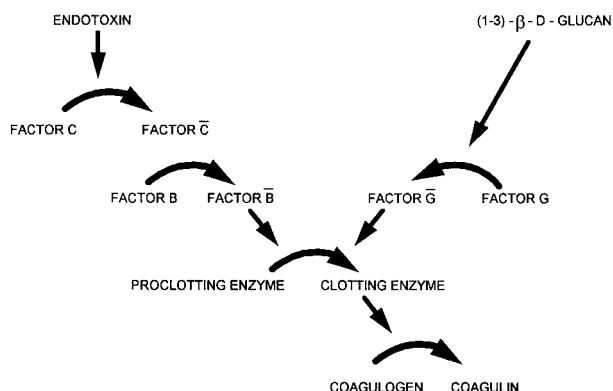 ENDOTOXIN
(1-3) - β - D - GLUCAN
FACTOR C
FACTOR C̅
FACTOR B
FACTOR B̅
FACTOR G̅
FACTOR G
PROCLOTTING ENZYME
CLOTTING ENZYME
COAGULOGEN
COAGULIN